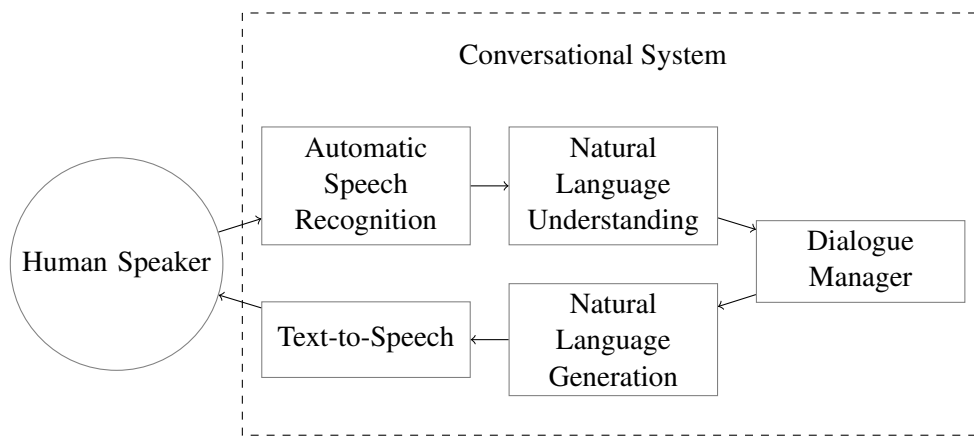 Conversational System
Automatic
Speech
Recognition
Natural
Language
Understanding
Dialogue
Manager
Human Speaker
Text-to-Speech
Natural
Language
Generation